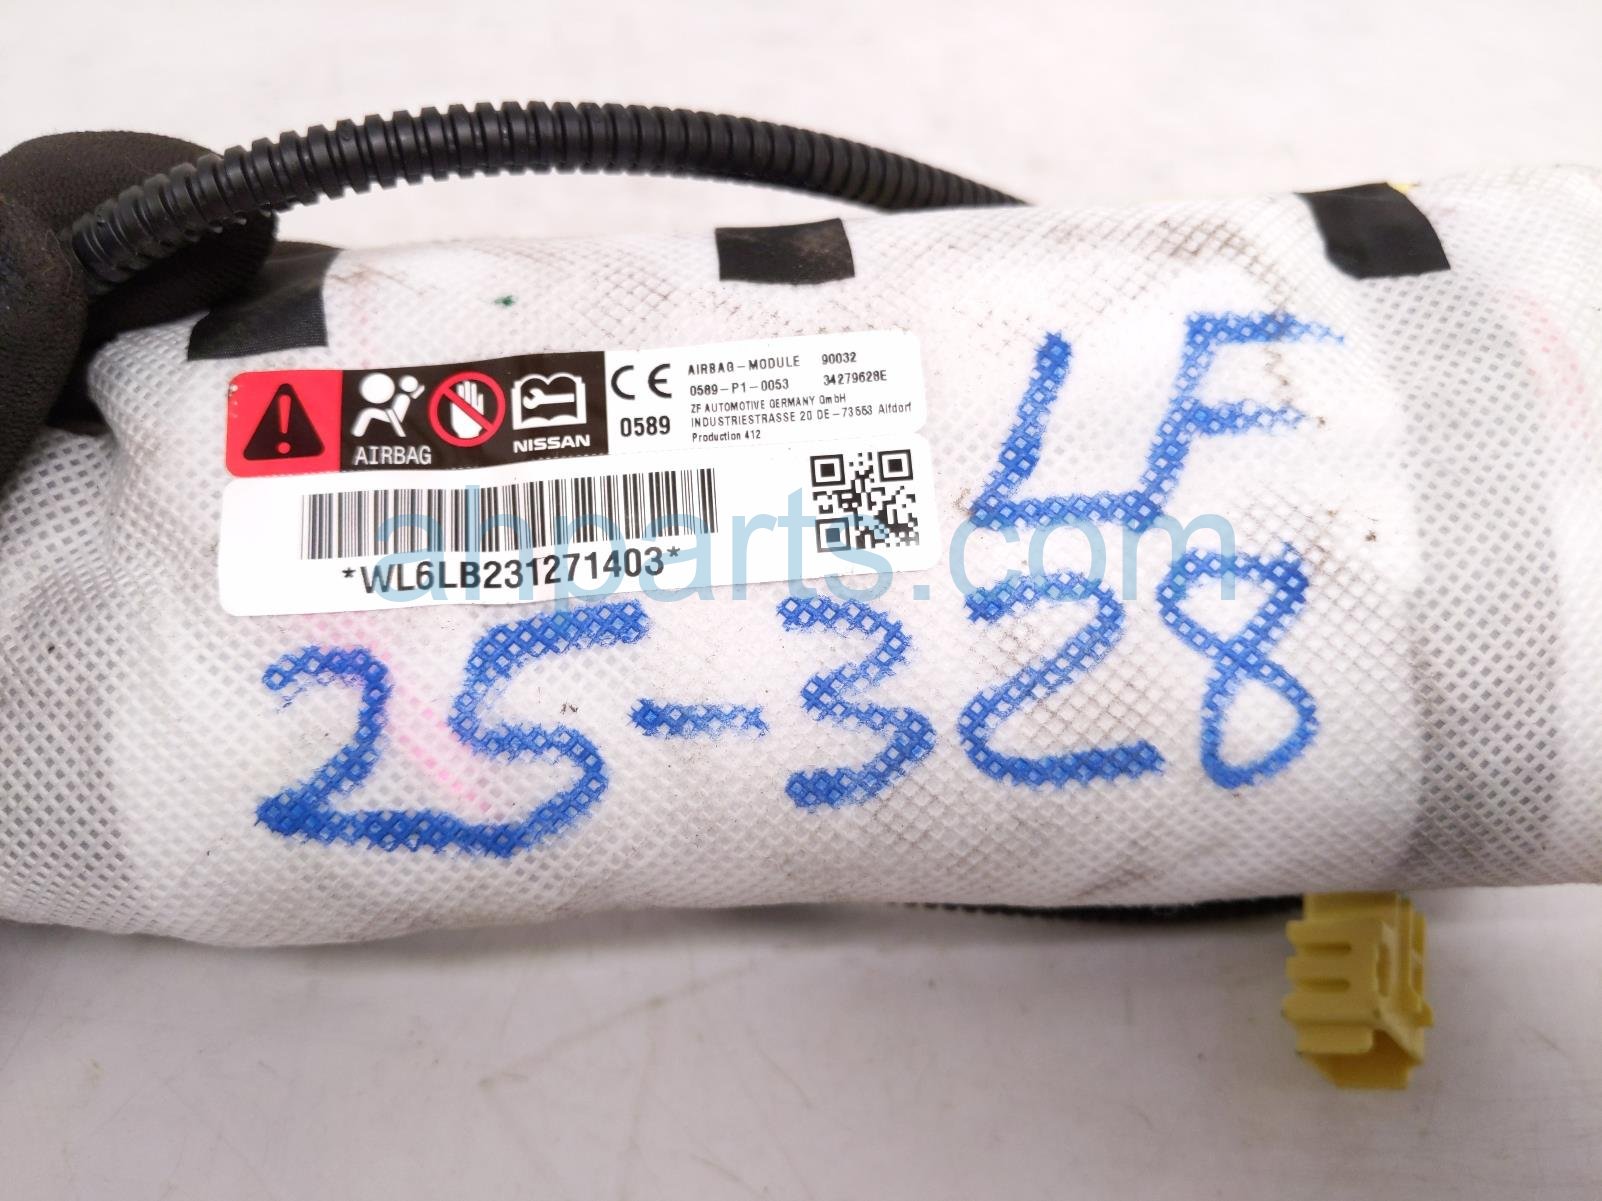 AIRBAG
NISSAN
CE
0589
AIRBAG-MODULE 90032
0589-P1-0053 34279628E
ZF AUTOMOTIVE GERMANY GmbH
INDUSTRIESTRASSE 20 DE-73553 Alfdorf
Production 412
*WL6LB231271403*
ahparts.com
LF
25-328